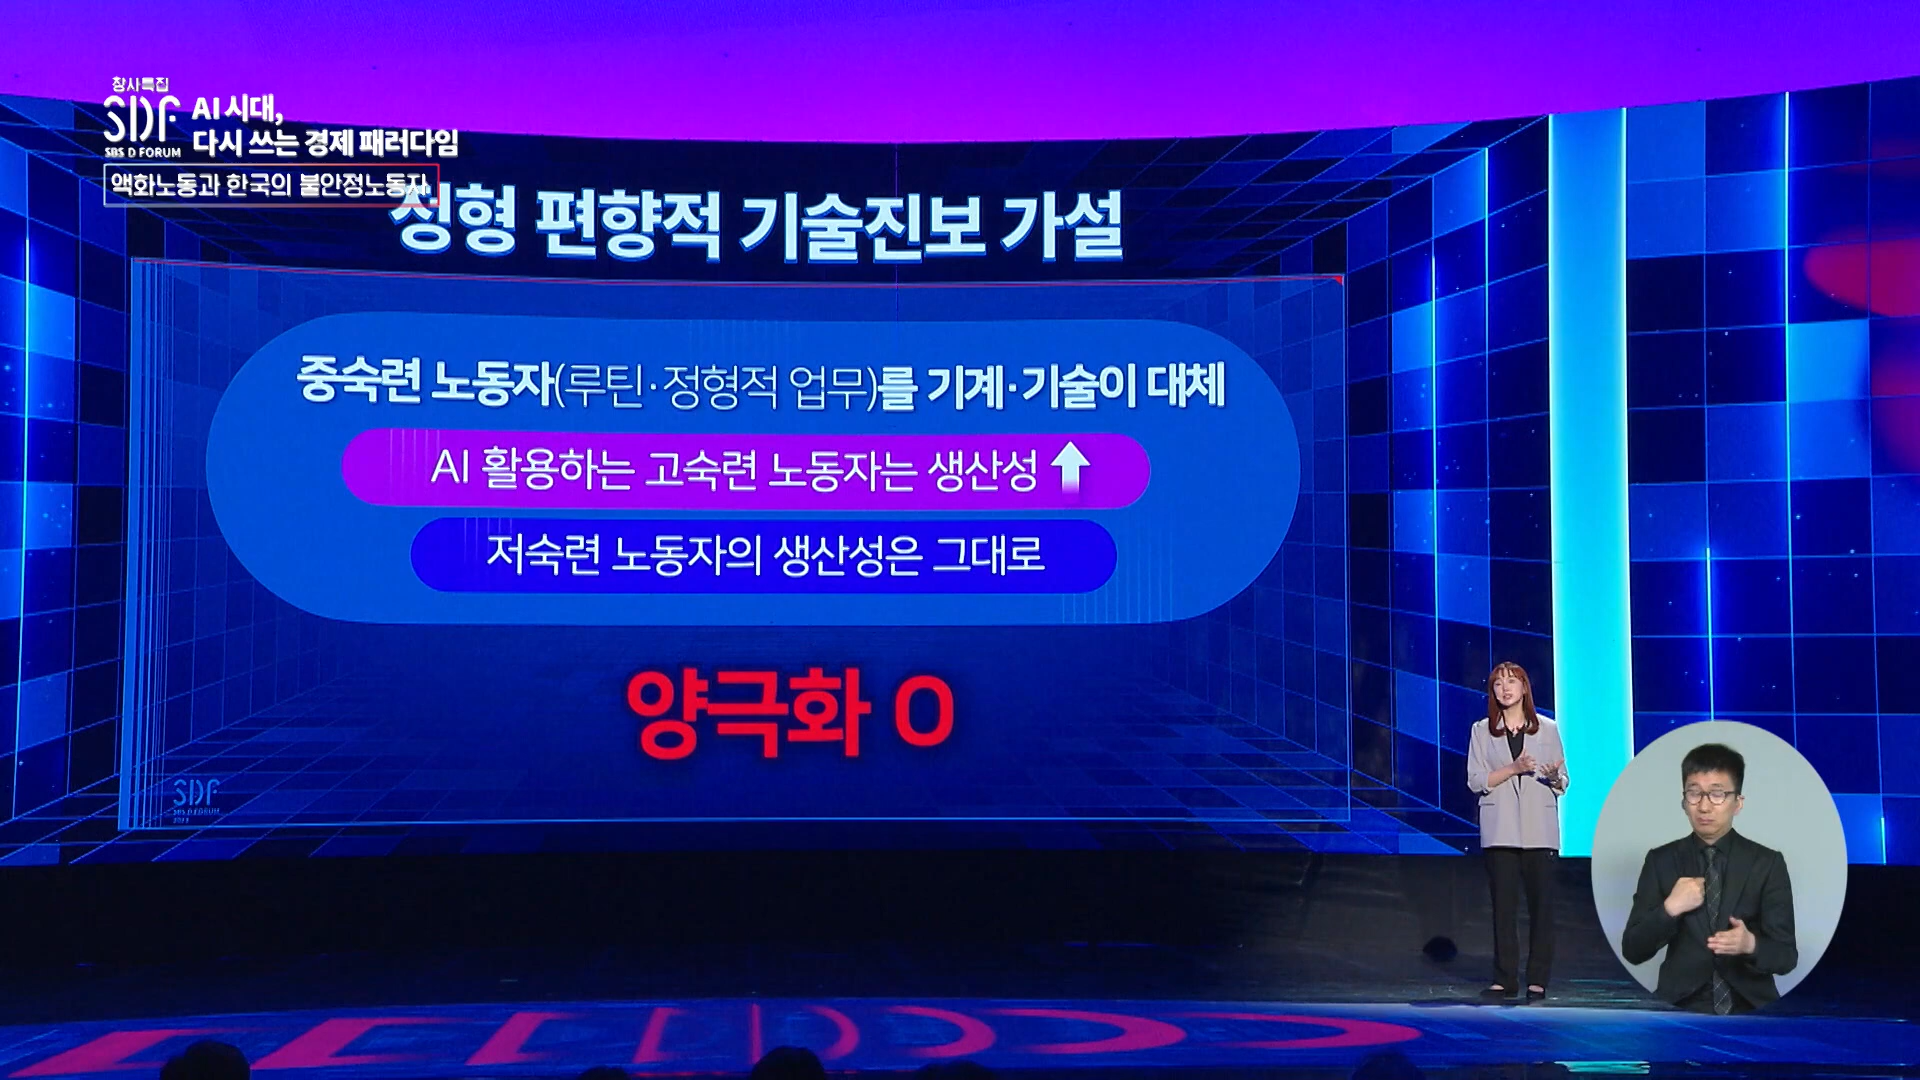 창사특집
SDF
SBS D FORUM
AI 시대,
다시 쓰는 경제 패러다임
액화노동과 한국의 불안정노동자
정형 편향적 기술진보 가설
중숙련 노동자(루틴·정형적 업무)를 기계·기술이 대체
AI 활용하는 고숙련 노동자는 생산성↑
저숙련 노동자의 생산성은 그대로
양극화 O
SDF
SBS D FORUM